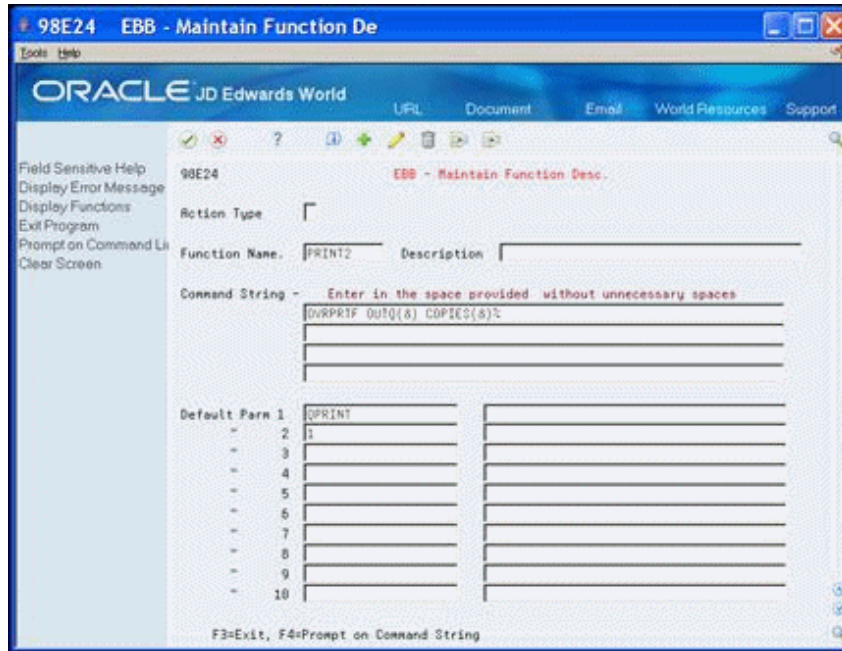 98E24 EBB - Maintain Function De
Tools Help
ORACLE JD Edwards World
URL Document Email World Resources Support
Field Sensitive Help
Display Error Message
Display Functions
Exit Program
Prompt on Command Li
Clear Screen
98E24 EBB - Maintain Function Desc.
Action Type
Function Name. PRINT2 Description
Command String - Enter in the space provided without unnecessary spaces
OVRPRTF OUTQ(&) COPIES(&)%
Default Parm 1 QPRINT
" 2 1
" 3
" 4
" 5
" 6
" 7
" 8
" 9
" 10
F3=Exit, F4=Prompt on Command String